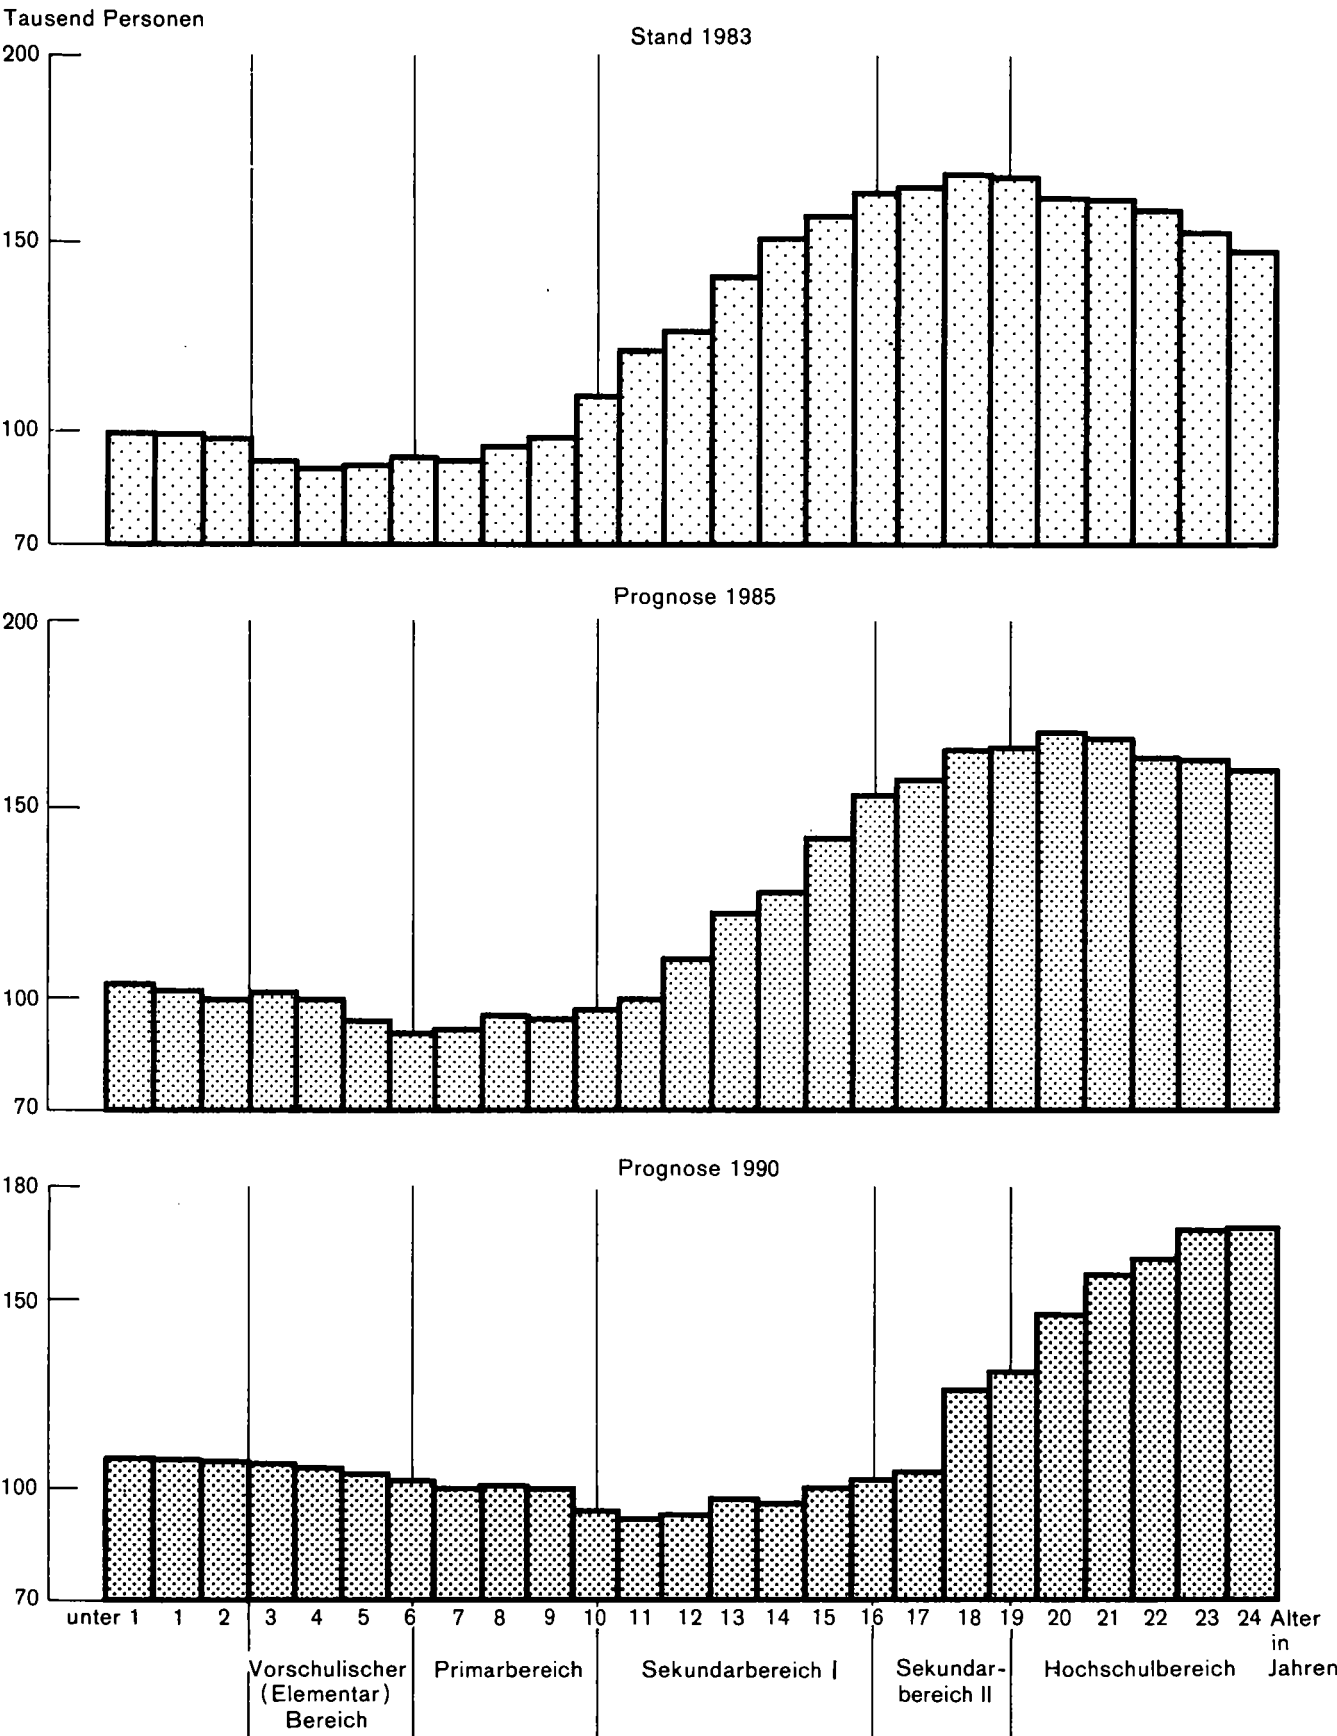 Tausend Personen
Stand 1983
200
150
100
70
Prognose 1985
200
150
100
70
Prognose 1990
180
150
100
70
unter 1 1 2 3 4 5 6 7 8 9 10 11 12 13 14 15 16 17 18 19 20 21 22 23 24 Alter
in
Jahren
Vorschulischer
(Elementar)
Bereich
Primarbereich
Sekundarbereich I
Sekundar-
bereich II
Hochschulbereich